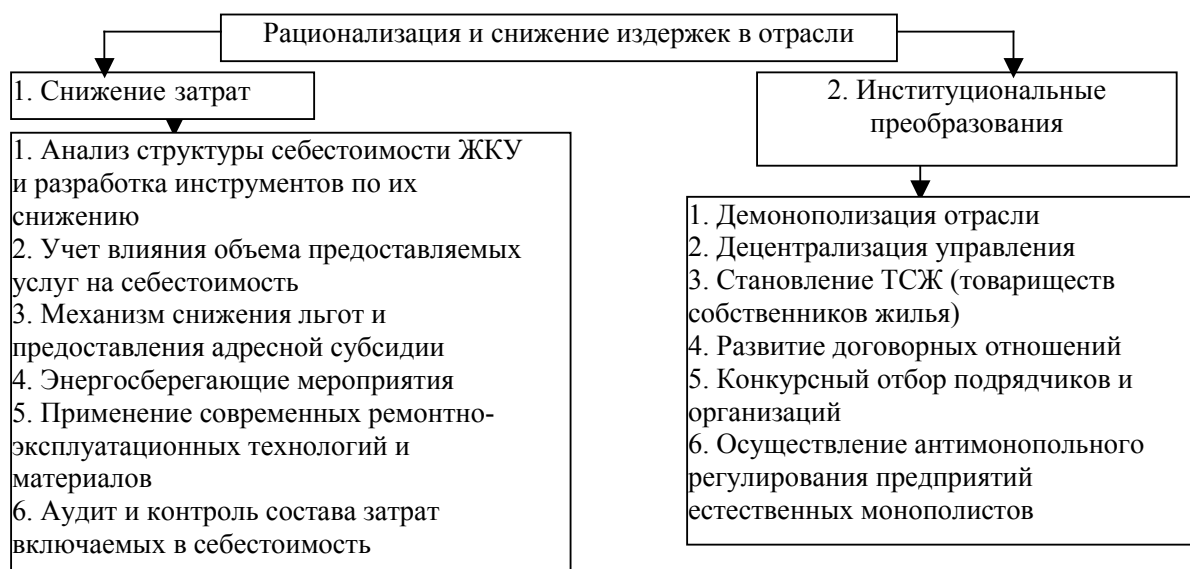 Рационализация и снижение издержек в отрасли
1. Снижение затрат
1. Анализ структуры себестоимости ЖКУ
и разработка инструментов по их
снижению
2. Учет влияния объема предоставляемых
услуг на себестоимость
3. Механизм снижения льгот и
предоставления адресной субсидии
4. Энергосберегающие мероприятия
5. Применение современных ремонтно-
эксплуатационных технологий и
материалов
6. Аудит и контроль состава затрат
включаемых в себестоимость
2. Институциональные
преобразования
1. Демонополизация отрасли
2. Децентрализация управления
3. Становление ТСЖ (товариществ
собственников жилья)
4. Развитие договорных отношений
5. Конкурсный отбор подрядчиков и
организаций
6. Осуществление антимонопольного
регулирования предприятий
естественных монополистов